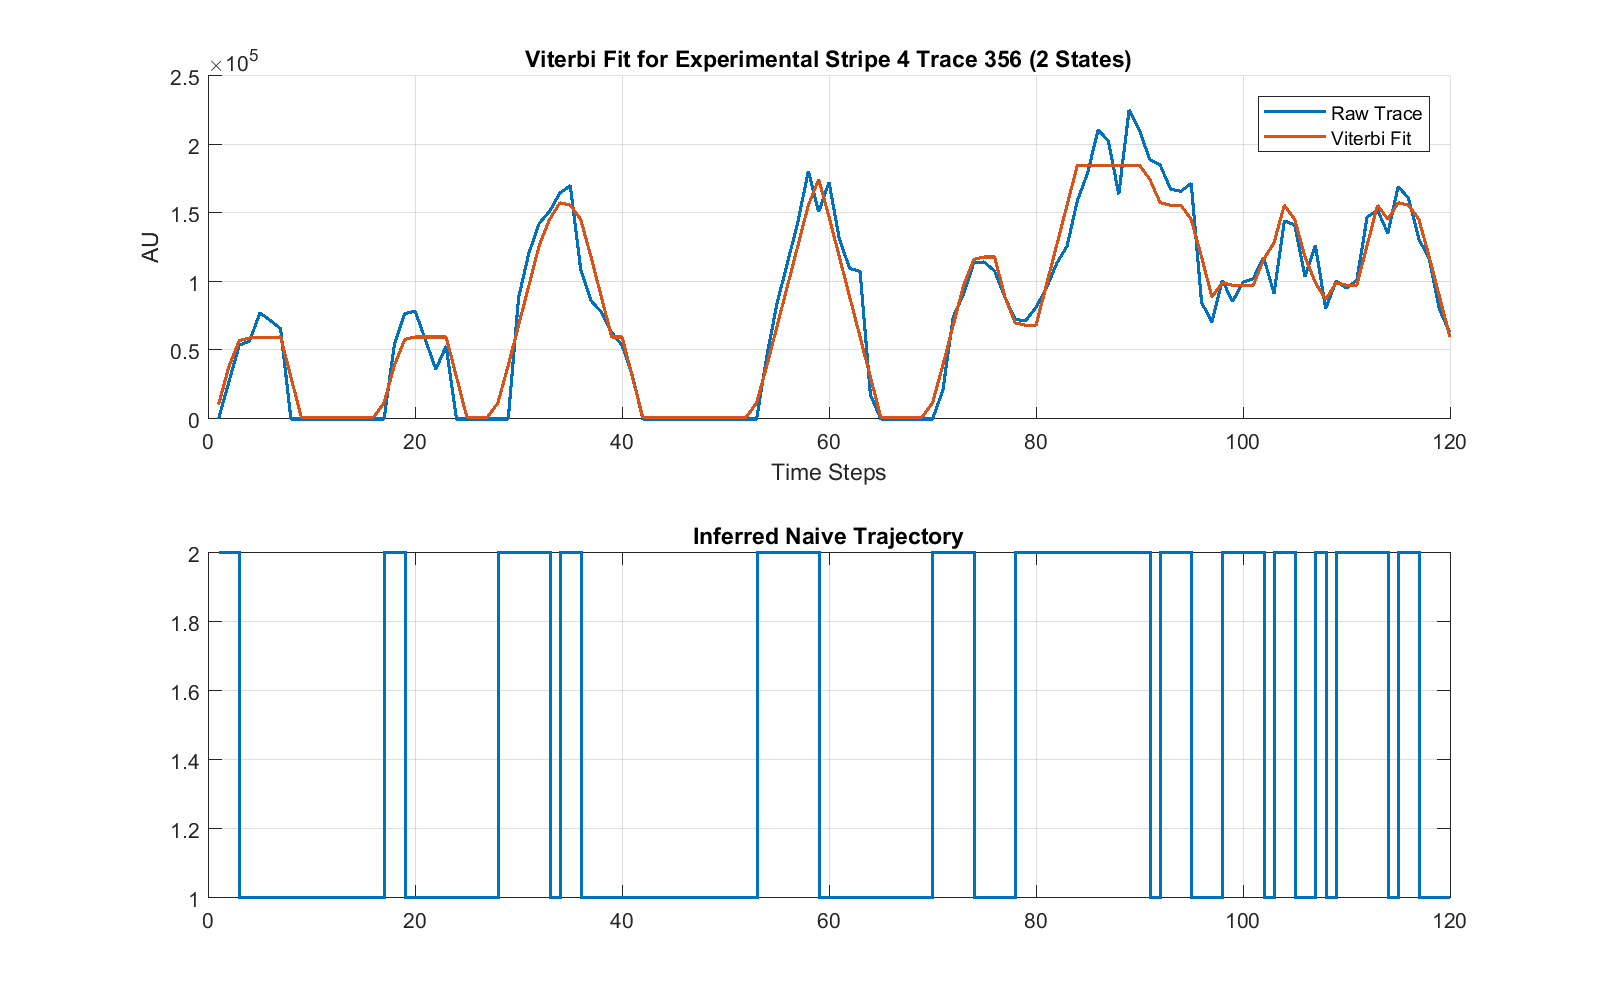 Viterbi Fit for Experimental Stripe 4 Trace 356 (2 States)
×10^5
2.5
2
1.5
1
0.5
0
AU
Raw Trace
Viterbi Fit
0 20 40 60 80 100 120
Time Steps
Inferred Naive Trajectory
2
1.8
1.6
1.4
1.2
1
0 20 40 60 80 100 120